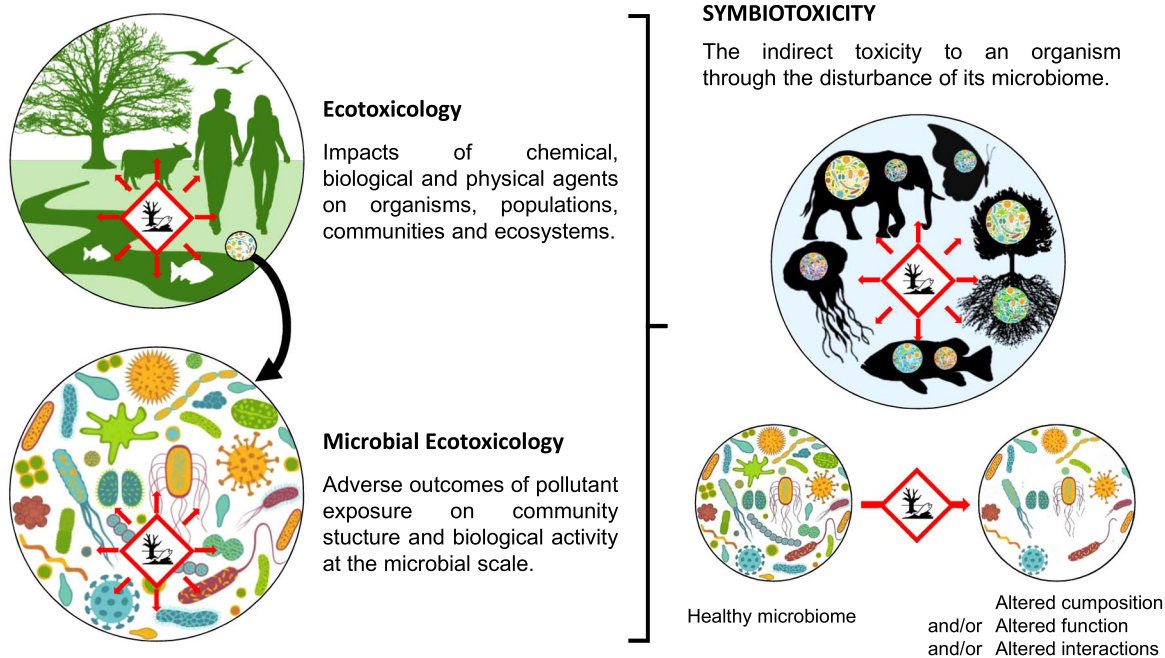 Ecotoxicology
Impacts of chemical,
biological and physical agents
on organisms, populations,
communities and ecosystems.
Microbial Ecotoxicology
Adverse outcomes of pollutant
exposure on community
stucture and biological activity
at the microbial scale.
SYMBIOTOXICITY
The indirect toxicity to an organism
through the disturbance of its microbiome.
Healthy microbiome
Altered cumposition
and/or Altered function
and/or Altered interactions